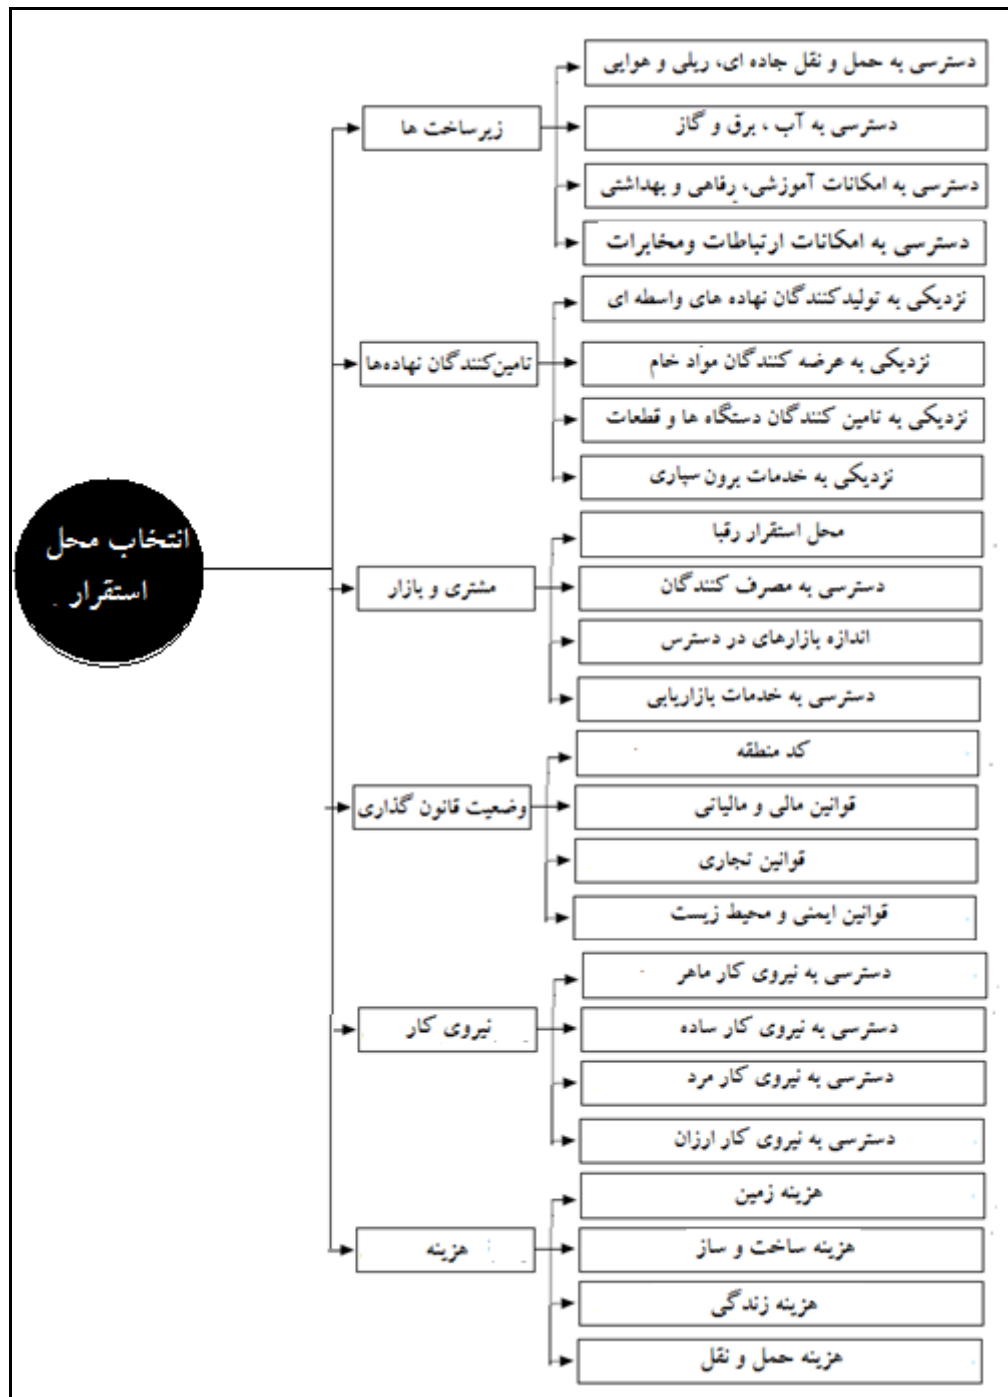 انتخاب محل
استقرار
زیرساخت ها
دسترسی به حمل و نقل جاده ای، ریلی و هوایی
دسترسی به آب ، برق و گاز
دسترسی به امکانات آموزشی، رفاهی و بهداشتی
دسترسی به امکانات ارتباطات ومخابرات
تامین‌کنندگان نهاده‌ها
نزدیکی به تولیدکنندگان نهاده های واسطه ای
نزدیکی به عرضه کنندگان مواد خام
نزدیکی به تامین کنندگان دستگاه ها و قطعات
نزدیکی به خدمات برون سپاری
مشتری و بازار
محل استقرار رقبا
دسترسی به مصرف کنندگان
اندازه بازارهای در دسترس
دسترسی به خدمات بازاریابی
وضعیت قانون گذاری
کد منطقه
قوانین مالی و مالیاتی
قوانین تجاری
قوانین ایمنی و محیط زیست
نیروی کار
دسترسی به نیروی کار ماهر
دسترسی به نیروی کار ساده
دسترسی به نیروی کار مرد
دسترسی به نیروی کار ارزان
هزینه
هزینه زمین
هزینه ساخت و ساز
هزینه زندگی
هزینه حمل و نقل